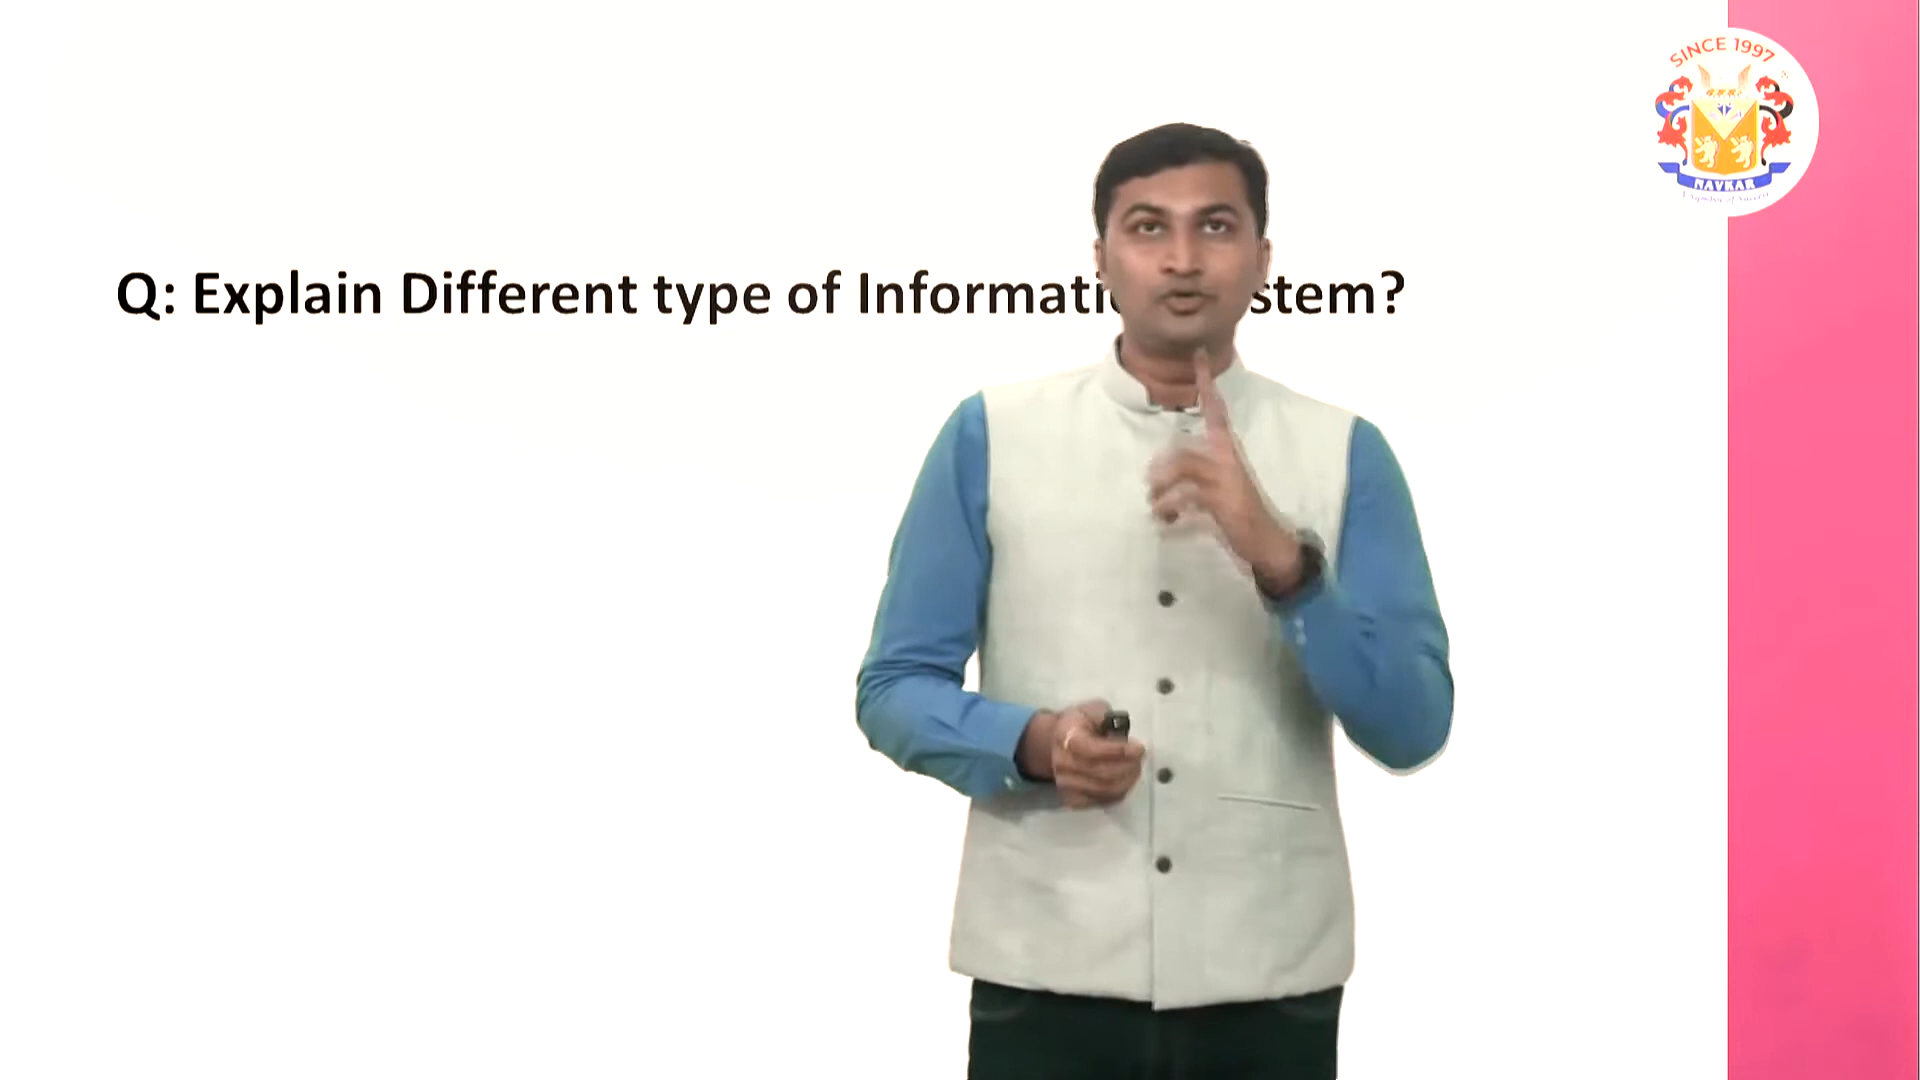 SINCE 1997
NAVKAR
Q: Explain Different type of Informati stem?